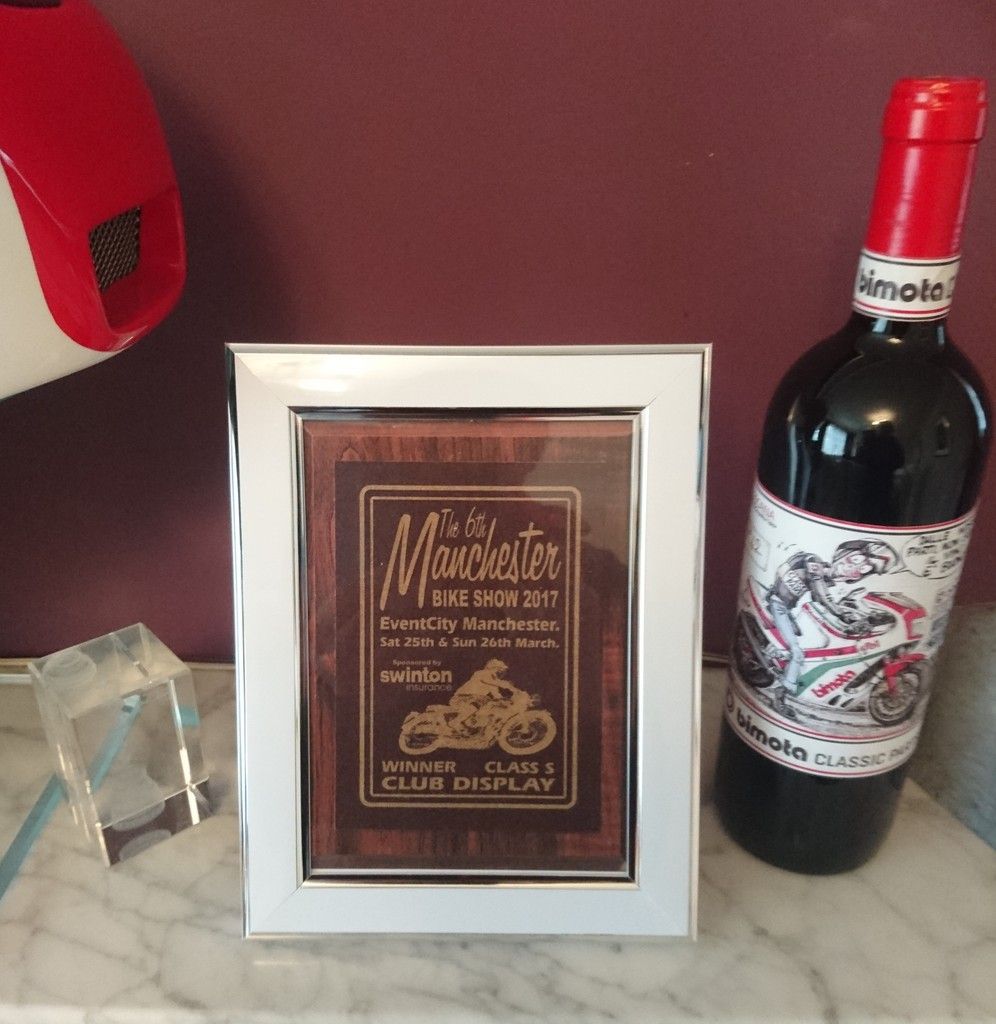 The 6th
Manchester
BIKE SHOW 2017
EventCity Manchester.
Sat 25th & Sun 26th March.
Sponsored by
swinton
insurance
WINNER CLASS S
CLUB DISPLAY
bimota
bimota
bimota CLASSIC